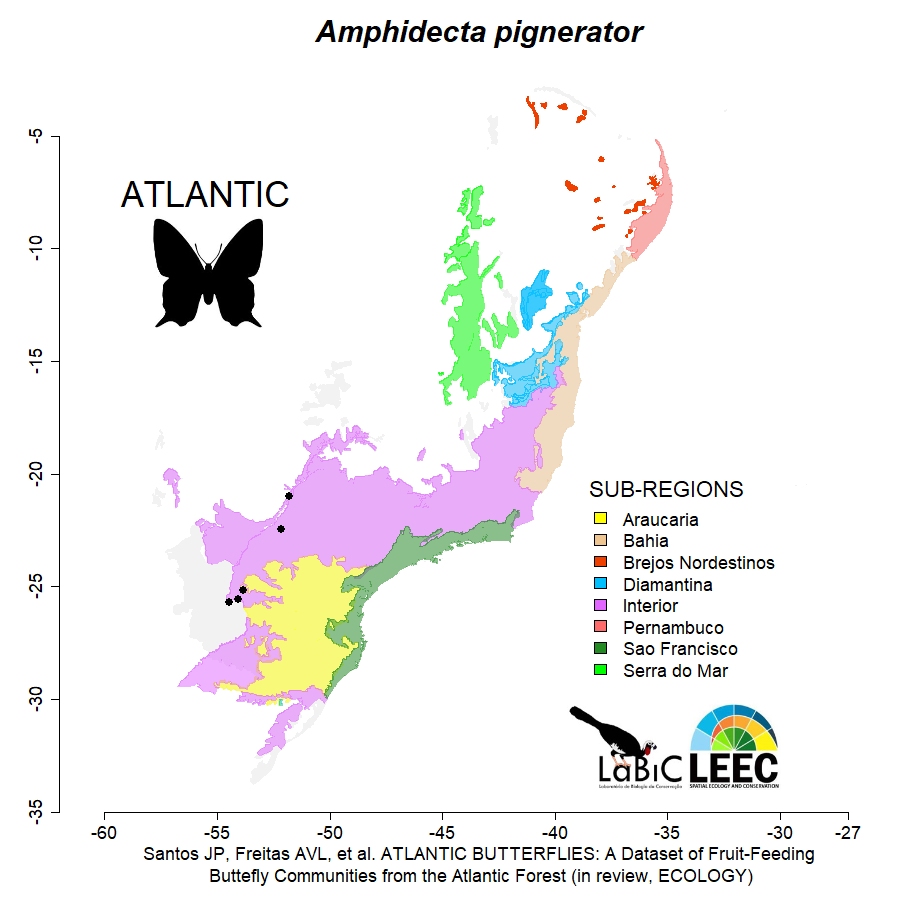 Amphidecta pignerator
ATLANTIC
-5
-10
-15
-20
-25
-30
-35
SUB-REGIONS
Araucaria
Bahia
Brejos Nordestinos
Diamantina
Interior
Pernambuco
Sao Francisco
Serra do Mar
LaBiC LEEC
Laboratório de Biologia da Conservação
SPATIAL ECOLOGY AND CONSERVATION
-60 -55 -50 -45 -40 -35 -30 -27
Santos JP, Freitas AVL, et al. ATLANTIC BUTTERFLIES: A Dataset of Fruit-Feeding
Buttefly Communities from the Atlantic Forest (in review, ECOLOGY)